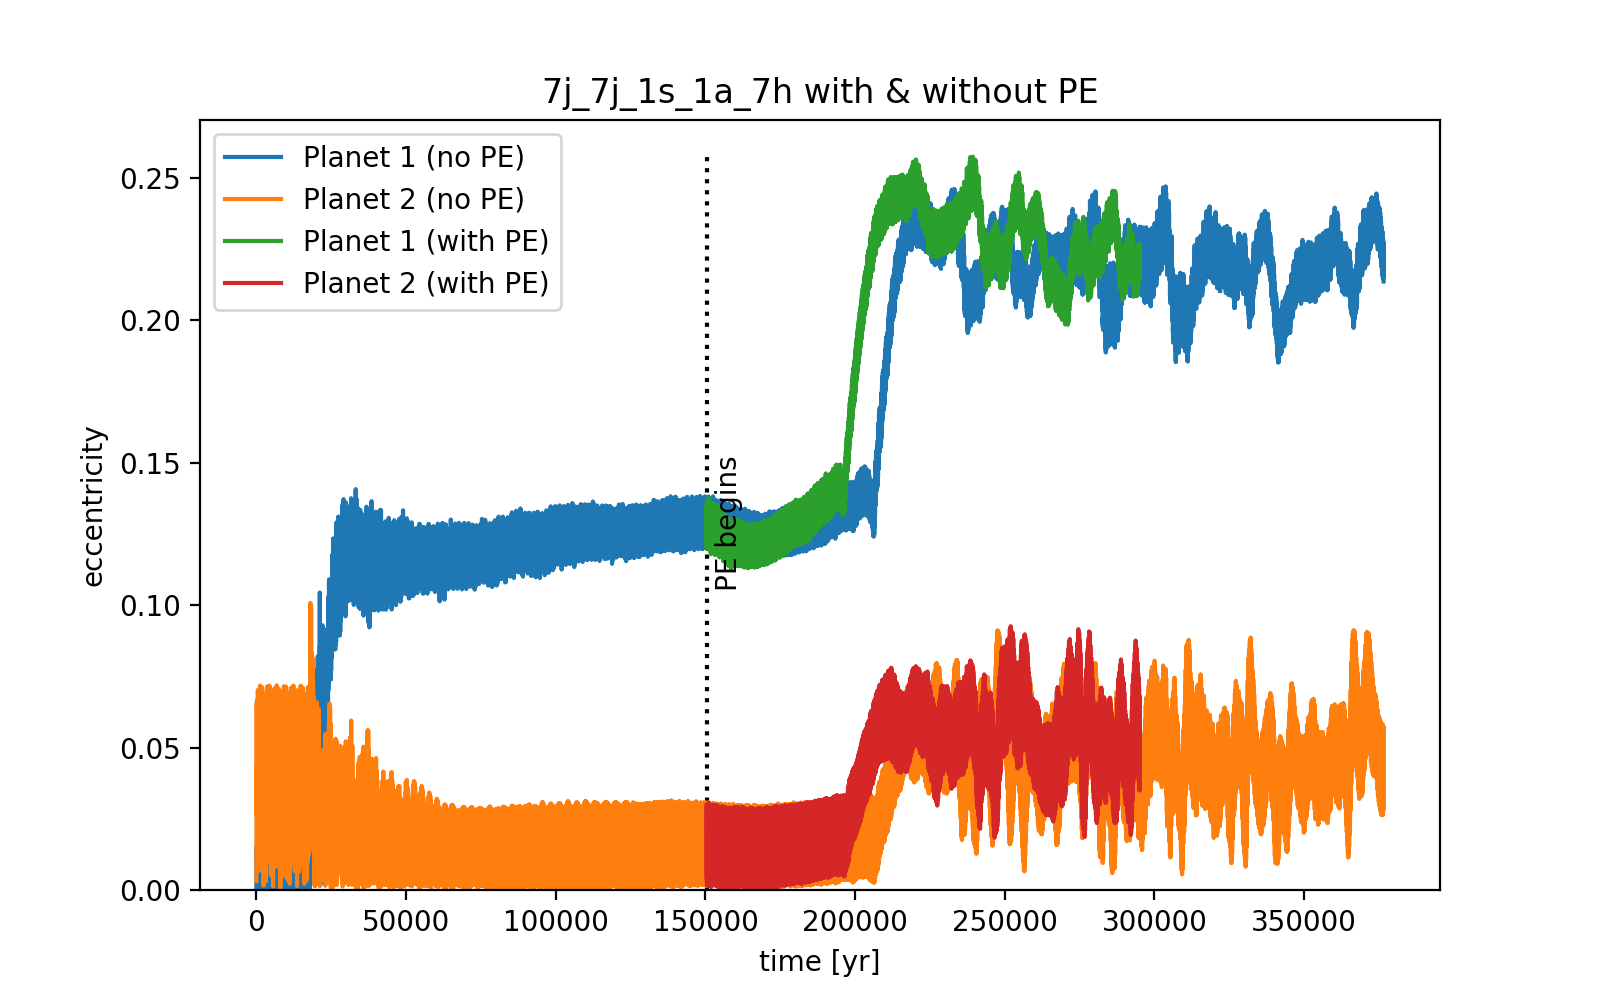 7j_7j_1s_1a_7h with & without PE
Planet 1 (no PE)
Planet 2 (no PE)
Planet 1 (with PE)
Planet 2 (with PE)
eccentricity
0.25
0.20
0.15
0.10
0.05
0.00
PE begins
0
50000
100000
150000
200000
250000
300000
350000
time [yr]